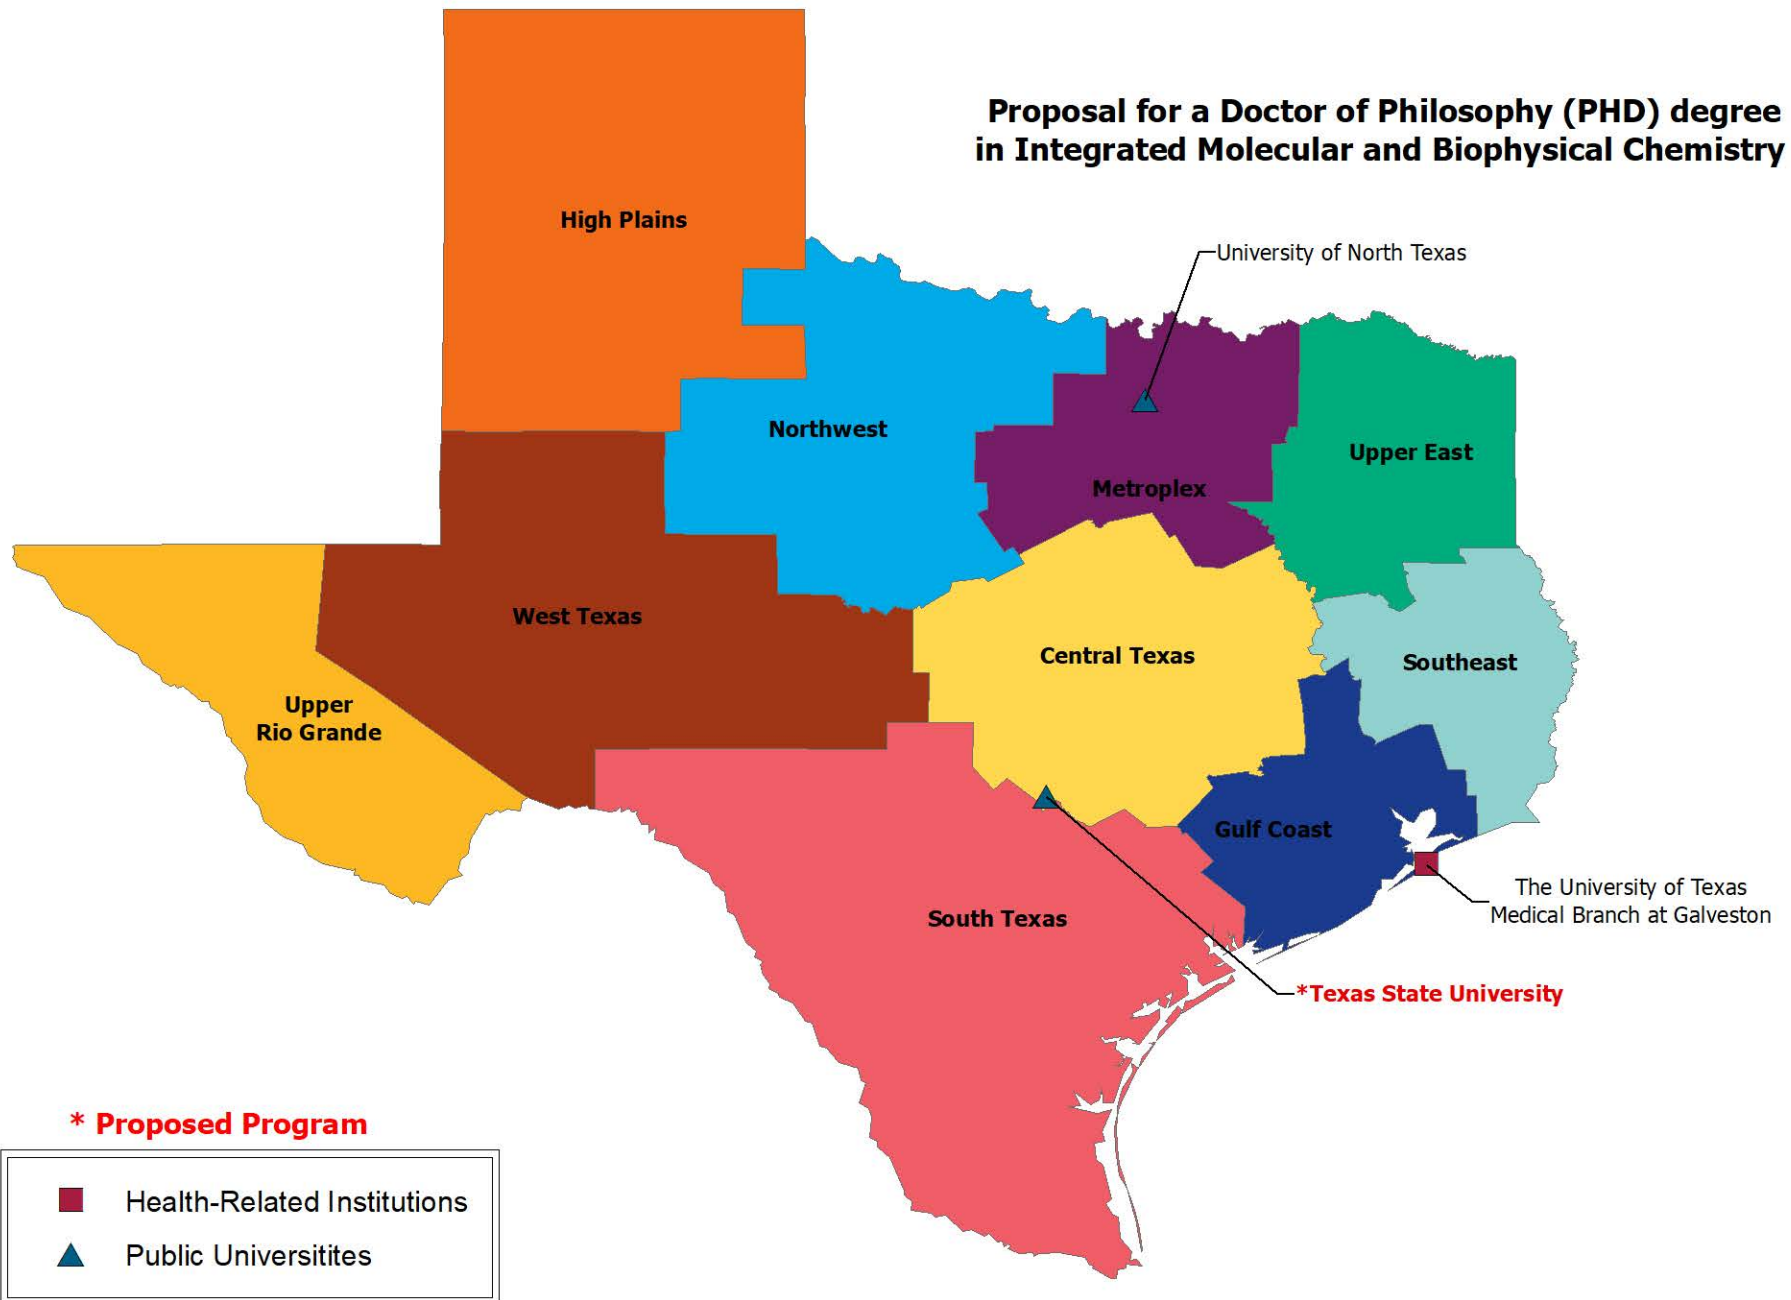 Proposal for a Doctor of Philosophy (PHD) degree
in Integrated Molecular and Biophysical Chemistry
High Plains
University of North Texas
Northwest
Upper East
Metroplex
West Texas
Central Texas
Southeast
Upper
Rio Grande
Gulf Coast
The University of Texas
Medical Branch at Galveston
South Texas
*Texas State University
* Proposed Program
Health-Related Institutions
Public Universitites